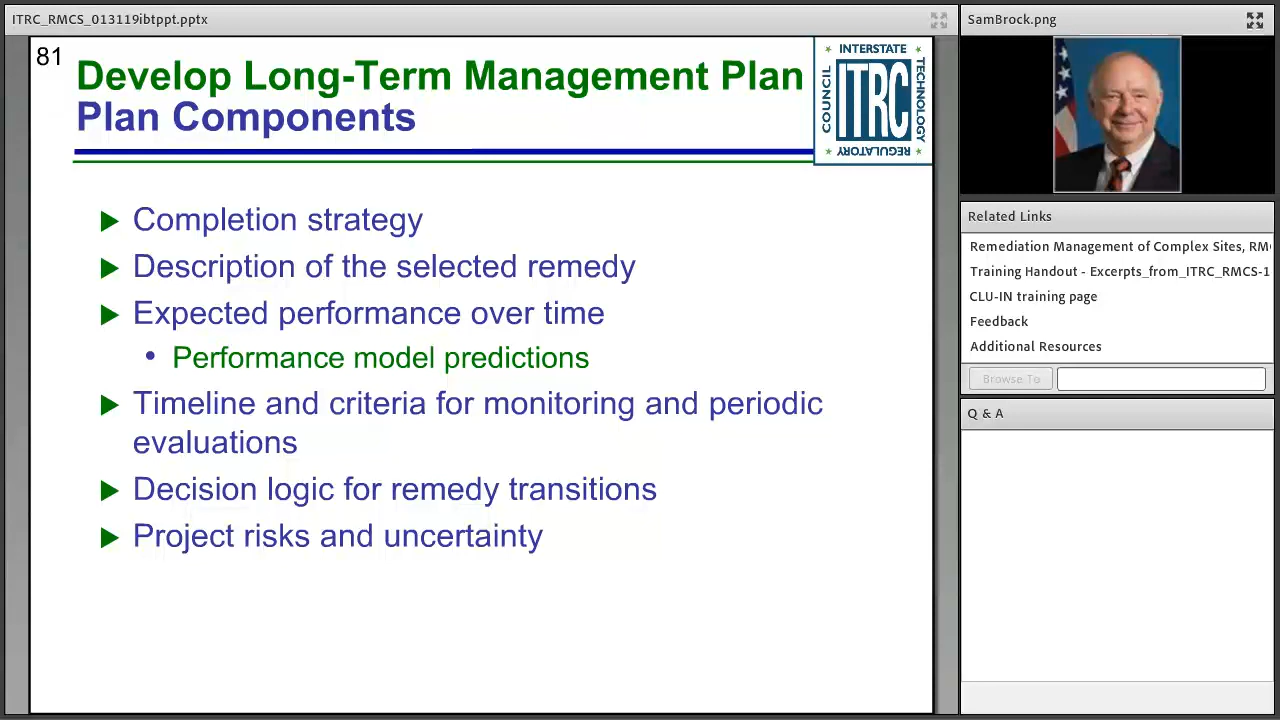 ITRC_RMCS_013119ibtppt.pptx
81
Develop Long-Term Management Plan
Plan Components
INTERSTATE
COUNCIL
ITRC
TECHNOLOGY
REGULATORY
Completion strategy
Description of the selected remedy
Expected performance over time
Performance model predictions
Timeline and criteria for monitoring and periodic
evaluations
Decision logic for remedy transitions
Project risks and uncertainty
SamBrock.png
Related Links
Remediation Management of Complex Sites, RM
Training Handout - Excerpts_from_ITRC_RMCS-1
CLU-IN training page
Feedback
Additional Resources
Browse To
Q & A